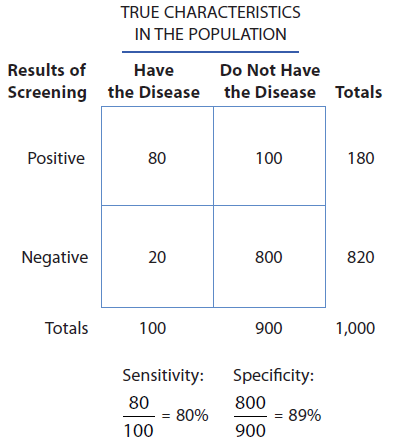 TRUE CHARACTERISTICS
IN THE POPULATION
Results of Have Do Not Have
Screening the Disease the Disease Totals
Positive 80 100 180
Negative 20 800 820
Totals 100 900 1,000
Sensitivity: Specificity:
80/100 = 80% 800/900 = 89%